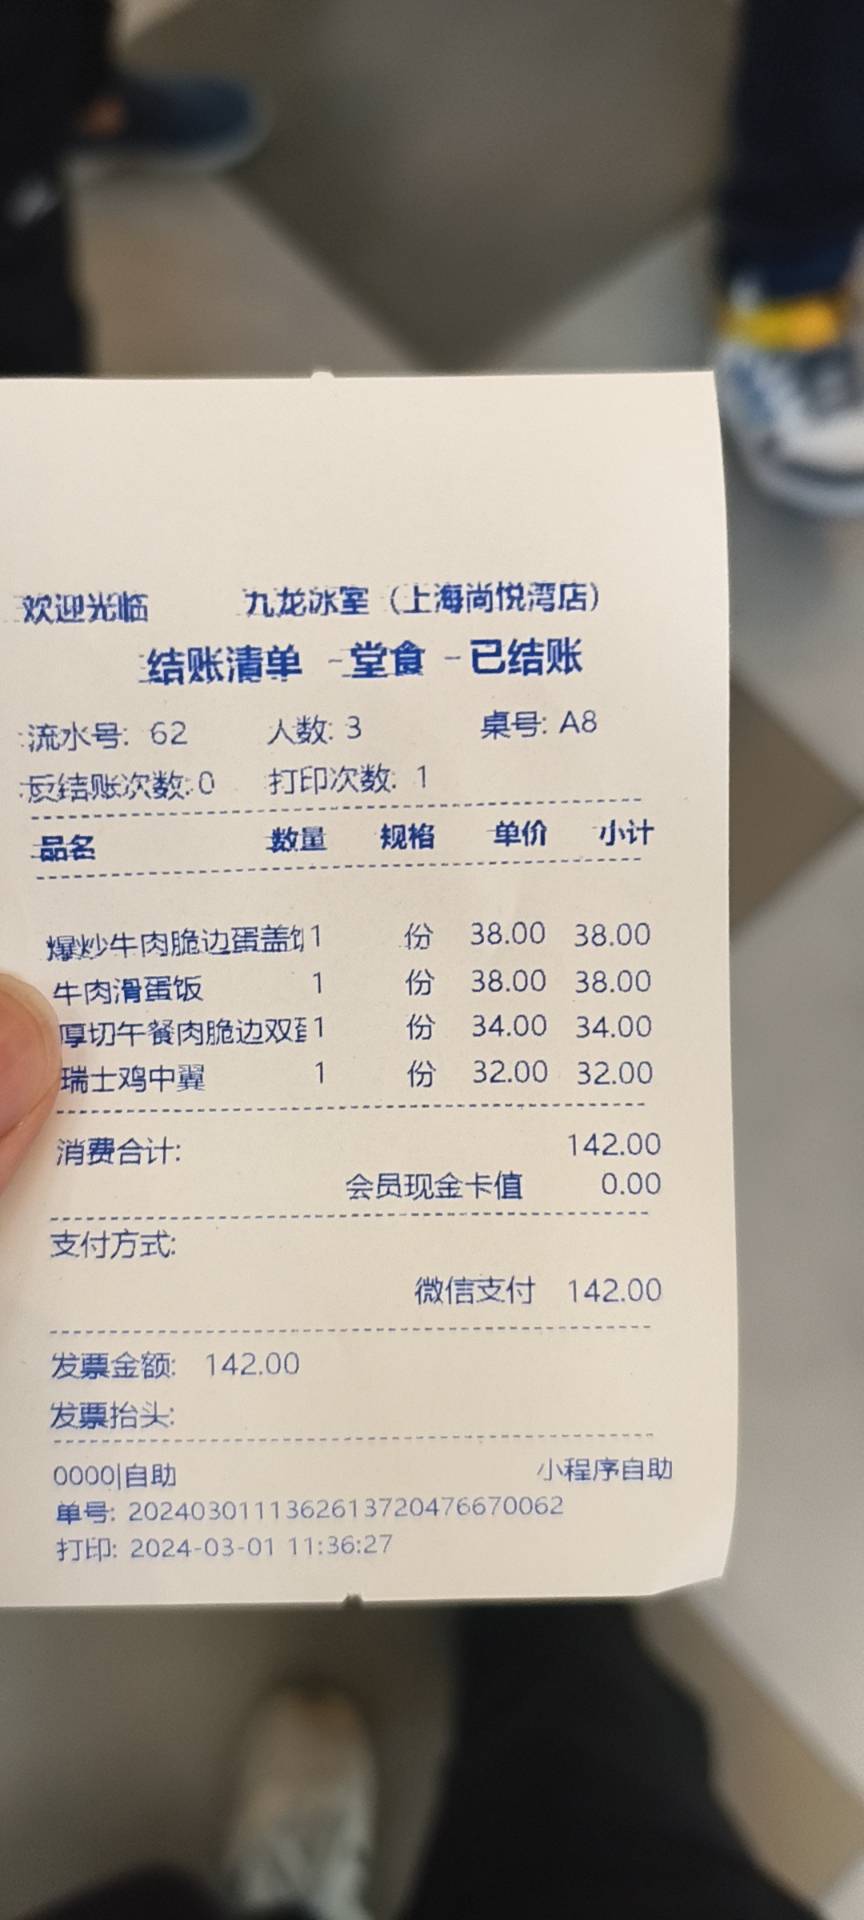 欢迎光临 九龙冰室（上海尚悦湾店）
结账清单 -堂食 -已结账
流水号: 62 人数: 3 桌号: A8
反结账次数:0 打印次数: 1
品名 数量 规格 单价 小计
爆炒牛肉脆边蛋盖 1 份 38.00 38.00
牛肉滑蛋饭 1 份 38.00 38.00
厚切午餐肉脆边双 1 份 34.00 34.00
瑞士鸡中翼 1 份 32.00 32.00
消费合计: 142.00
会员现金卡值 0.00
支付方式:
微信支付 142.00
发票金额: 142.00
发票抬头:
0000|自助 小程序自助
单号: 2024030111362613720476670062
打印: 2024-03-01 11:36:27